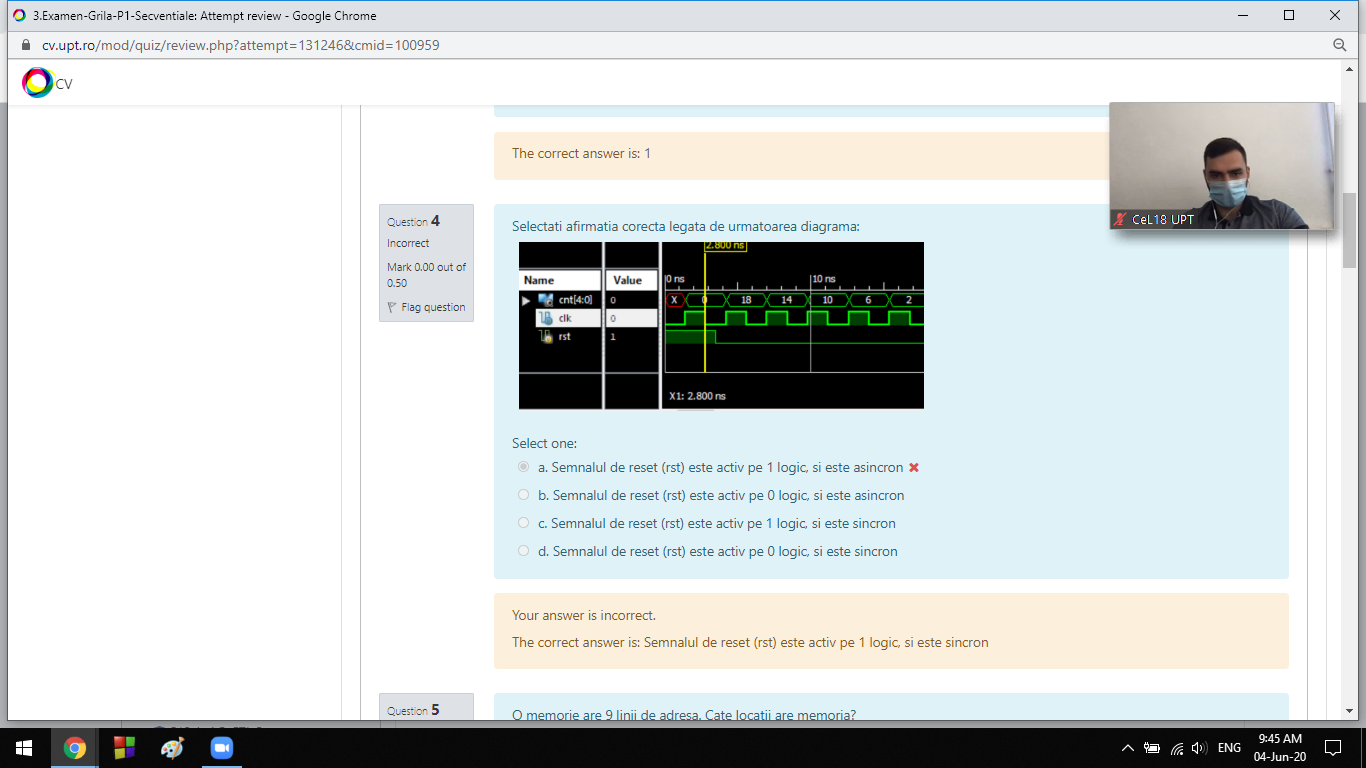 3.Examen-Grila-P1-Secventiale: Attempt review - Google Chrome
cv.upt.ro/mod/quiz/review.php?attempt=131246&cmid=100959
CV
The correct answer is: 1
CeL18 UPT
Question 4
Incorrect
Mark 0.00 out of
0.50
Flag question
Selectati afirmatia corecta legata de urmatoarea diagrama:
2.800 ns
Name Value 0 ns 10 ns
cnt[4:0] 0 X 0 18 14 10 6 2
clk 0
rst 1
X1: 2.800 ns
Select one:
a. Semnalul de reset (rst) este activ pe 1 logic, si este asincron
b. Semnalul de reset (rst) este activ pe 0 logic, si este asincron
c. Semnalul de reset (rst) este activ pe 1 logic, si este sincron
d. Semnalul de reset (rst) este activ pe 0 logic, si este sincron
Your answer is incorrect.
The correct answer is: Semnalul de reset (rst) este activ pe 1 logic, si este sincron
Question 5
O memorie are 9 linii de adresa. Cate locatii are memoria?
ENG
9:45 AM
04-Jun-20